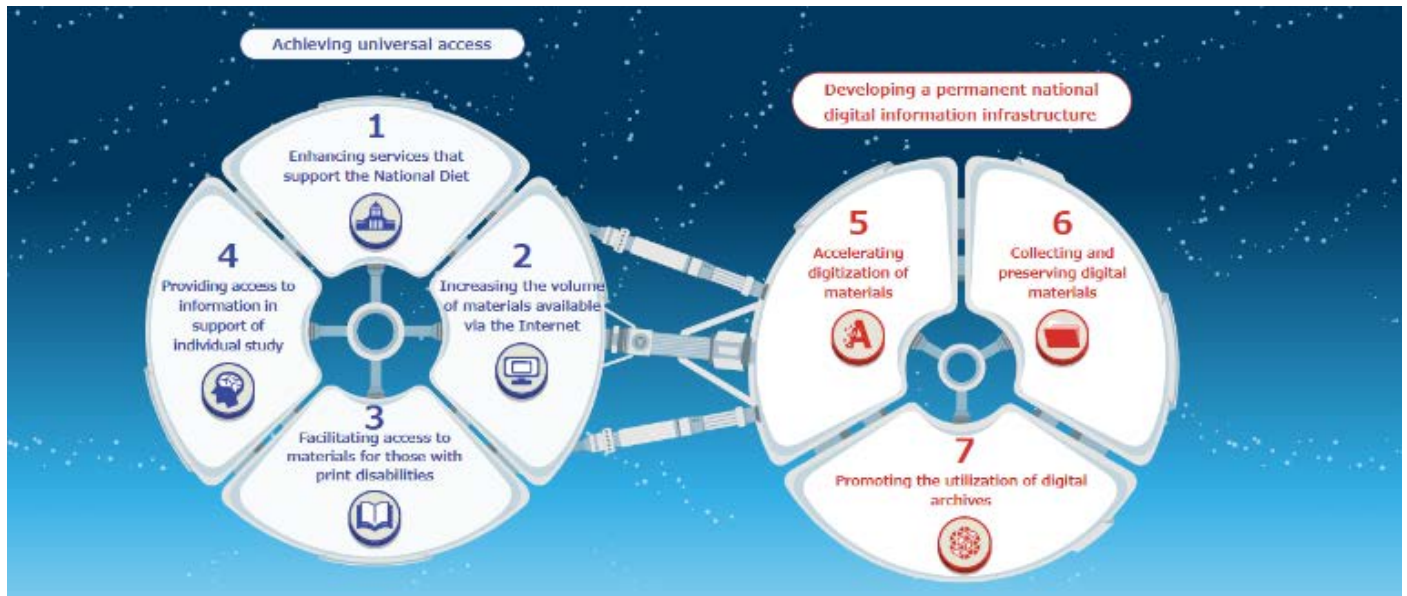 Achieving universal access
1
Enhancing services that
support the National Diet
2
Increasing the volume
of materials available
via the Internet
3
Facilitating access to
materials for those with
print disabilities
4
Providing access to
information in
support of
individual study
Developing a permanent national
digital information infrastructure
5
Accelerating
digitization of
materials
A
6
Collecting and
preserving digital
materials
7
Promoting the utilization of digital
archives